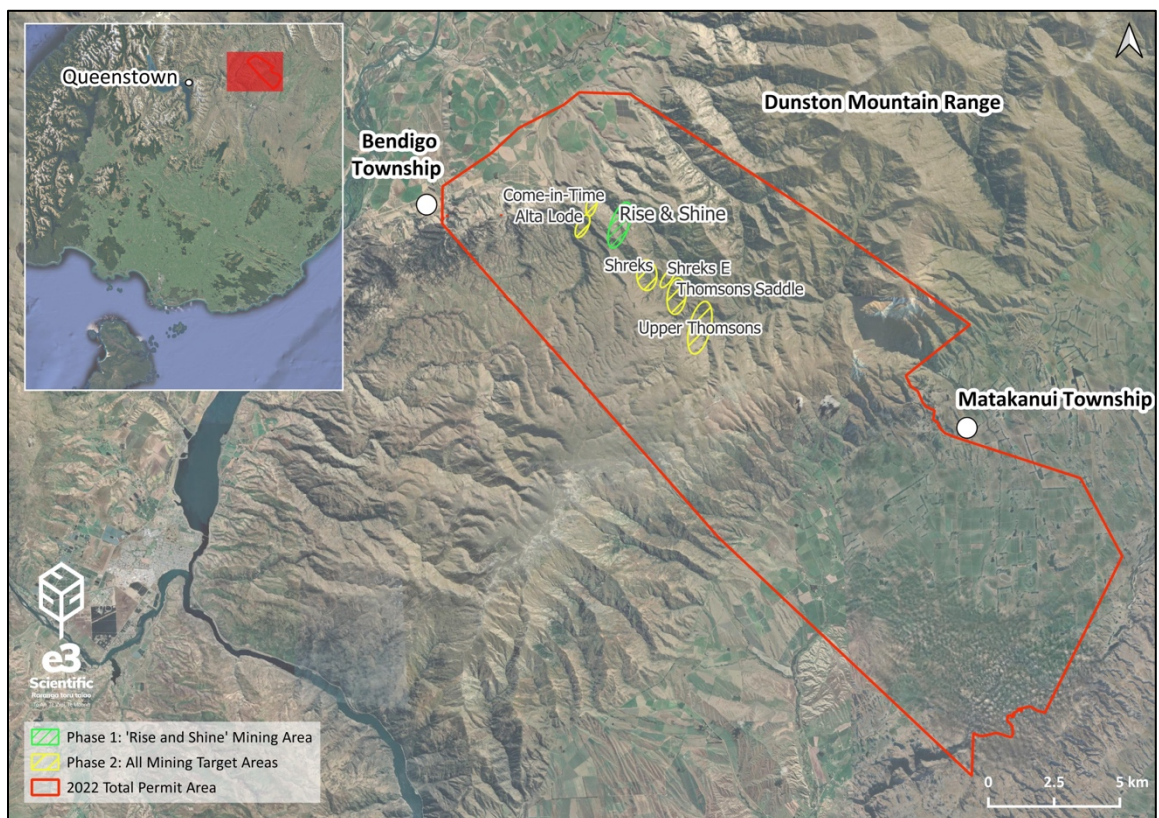 Queenstown
Dunston Mountain Range
Bendigo
Township
Come-in-Time
Alta Lode
Rise & Shine
Shreks
Shreks E
Thomsons Saddle
Upper Thomsons
Matakanui Township
e3
Scientific
Phase 1: 'Rise and Shine' Mining Area
Phase 2: All Mining Target Areas
2022 Total Permit Area
0 2.5 5 km